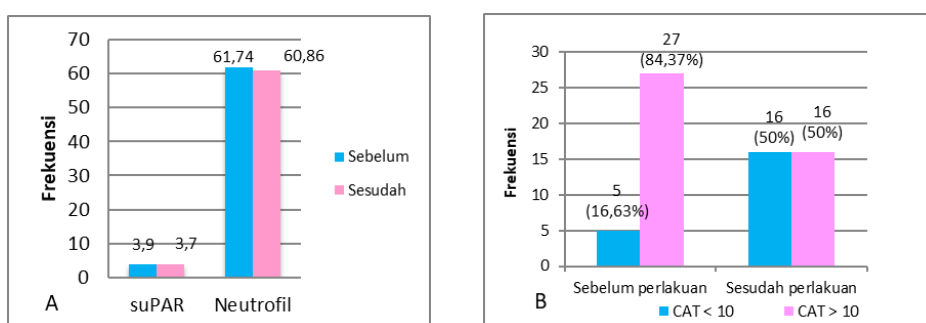 70
60
50
40
30
20
10
0
Frekuensi
61,74
60,86
3,9
3,7
suPAR
Neutrofil
Sebelum
Sesudah
A
30
25
20
15
10
5
0
Frekuensi
27
(84,37%)
5
(16,63%)
16
(50%)
16
(50%)
Sebelum perlakuan
Sesudah perlakuan
CAT < 10
CAT > 10
B